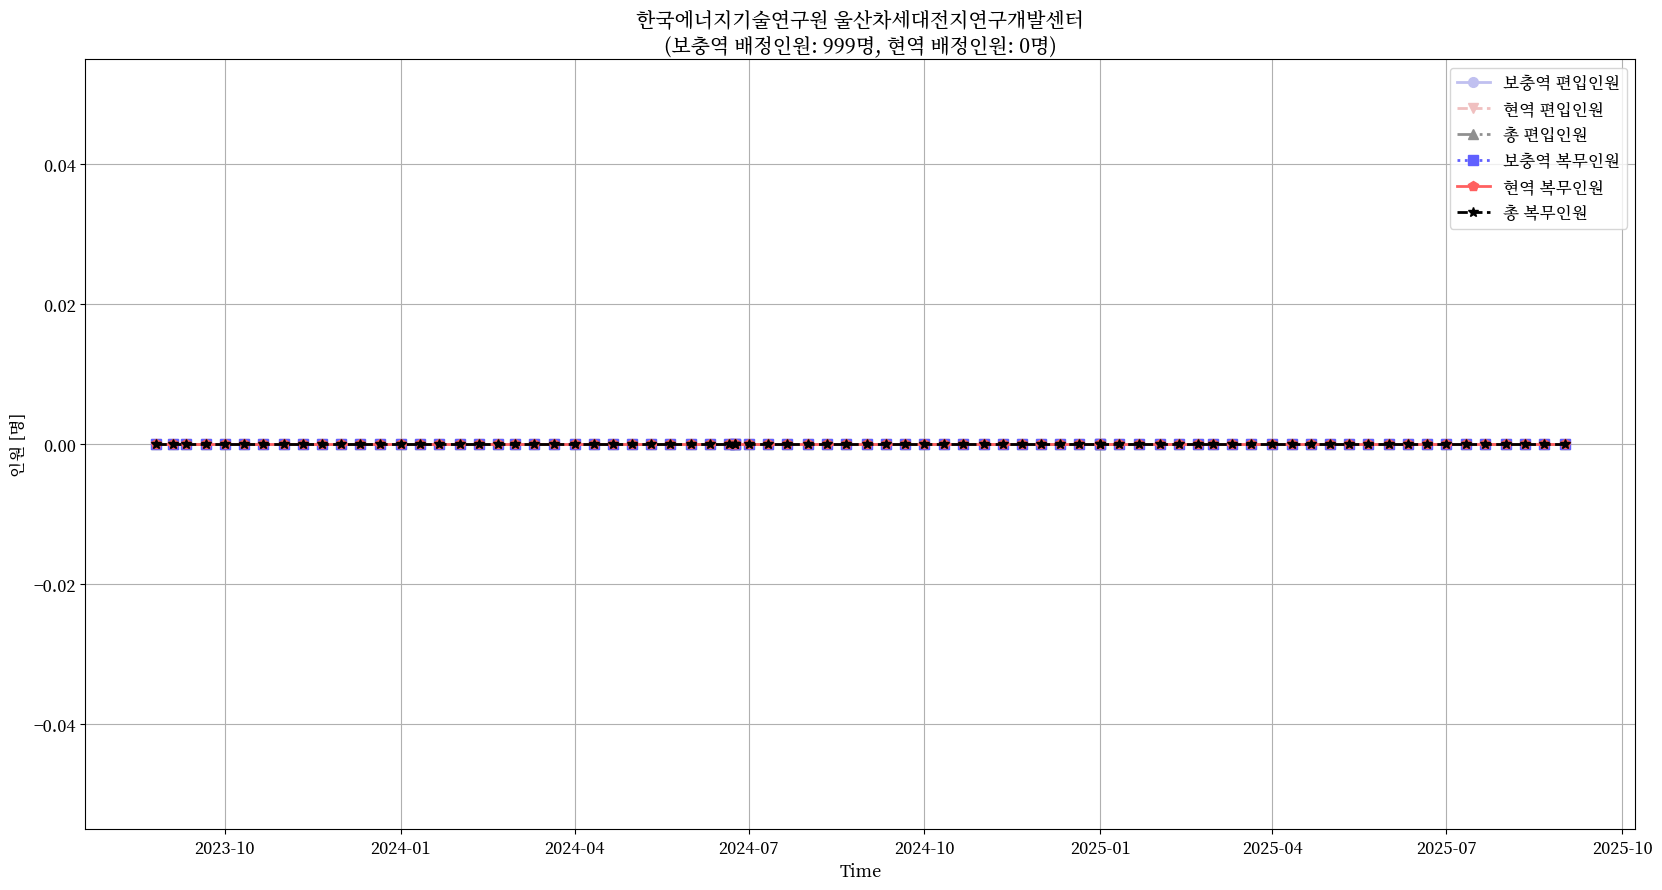 한국에너지기술연구원 울산차세대전지연구개발센터
(보충역 배정인원: 999명, 현역 배정인원: 0명)
보충역 편입인원
현역 편입인원
총 편입인원
보충역 복무인원
현역 복무인원
총 복무인원
인원 [명]
0.04
0.02
0.00
−0.02
−0.04
2023-10 2024-01 2024-04 2024-07 2024-10 2025-01 2025-04 2025-07 2025-10
Time